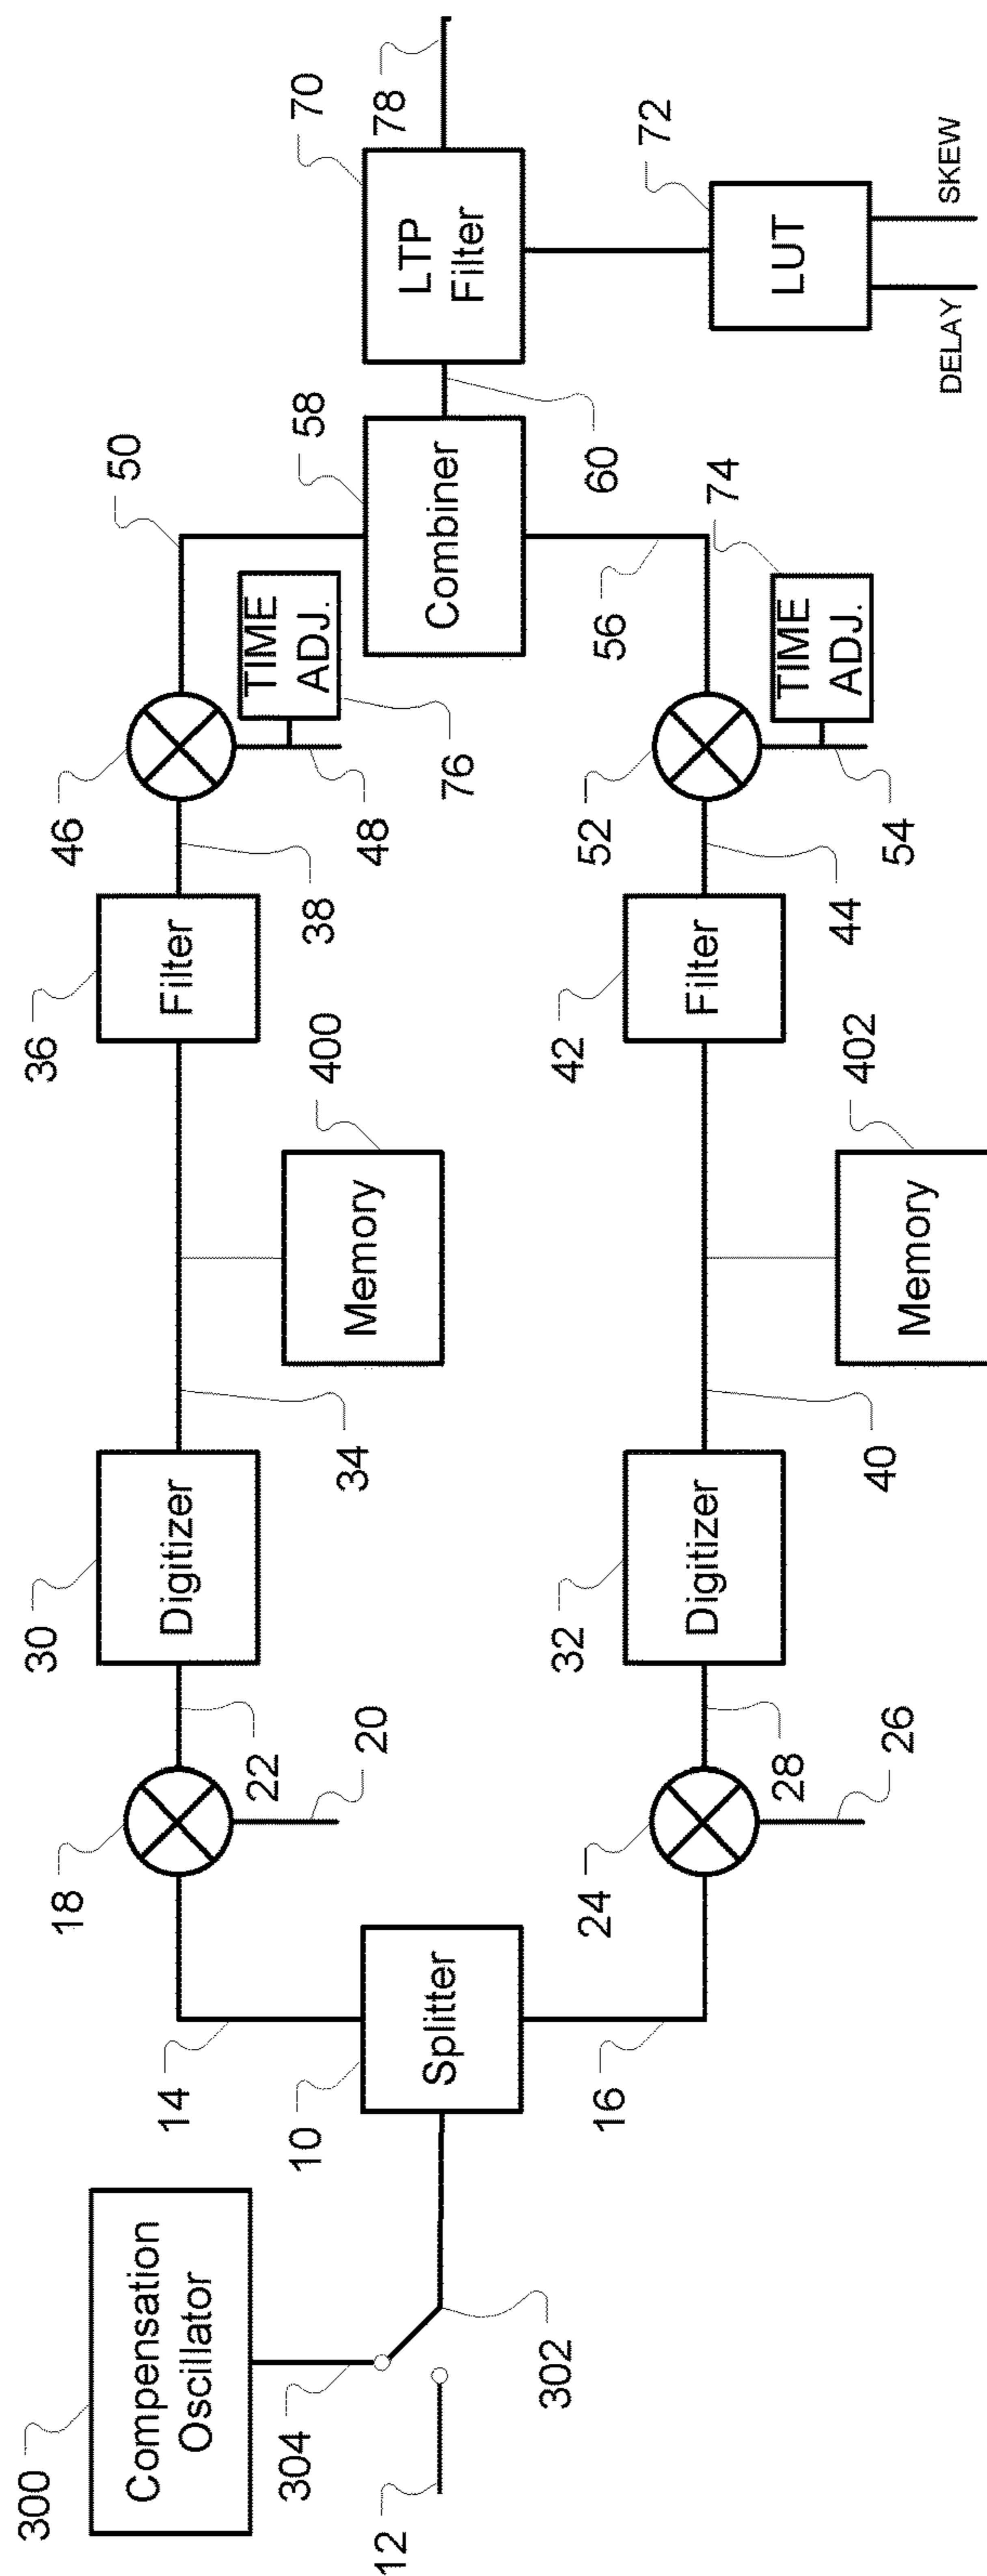 300
Compensation
Oscillator
304
12
302
10
Splitter
14
16
18
20
22
24
26
28
30
Digitizer
32
Digitizer
34
40
400
Memory
402
Memory
36
Filter
42
Filter
38
44
46
48
52
54
76
TIME
ADJ.
74
TIME
ADJ.
50
56
58
Combiner
60
70
LTP
Filter
78
72
LUT
DELAY
SKEW